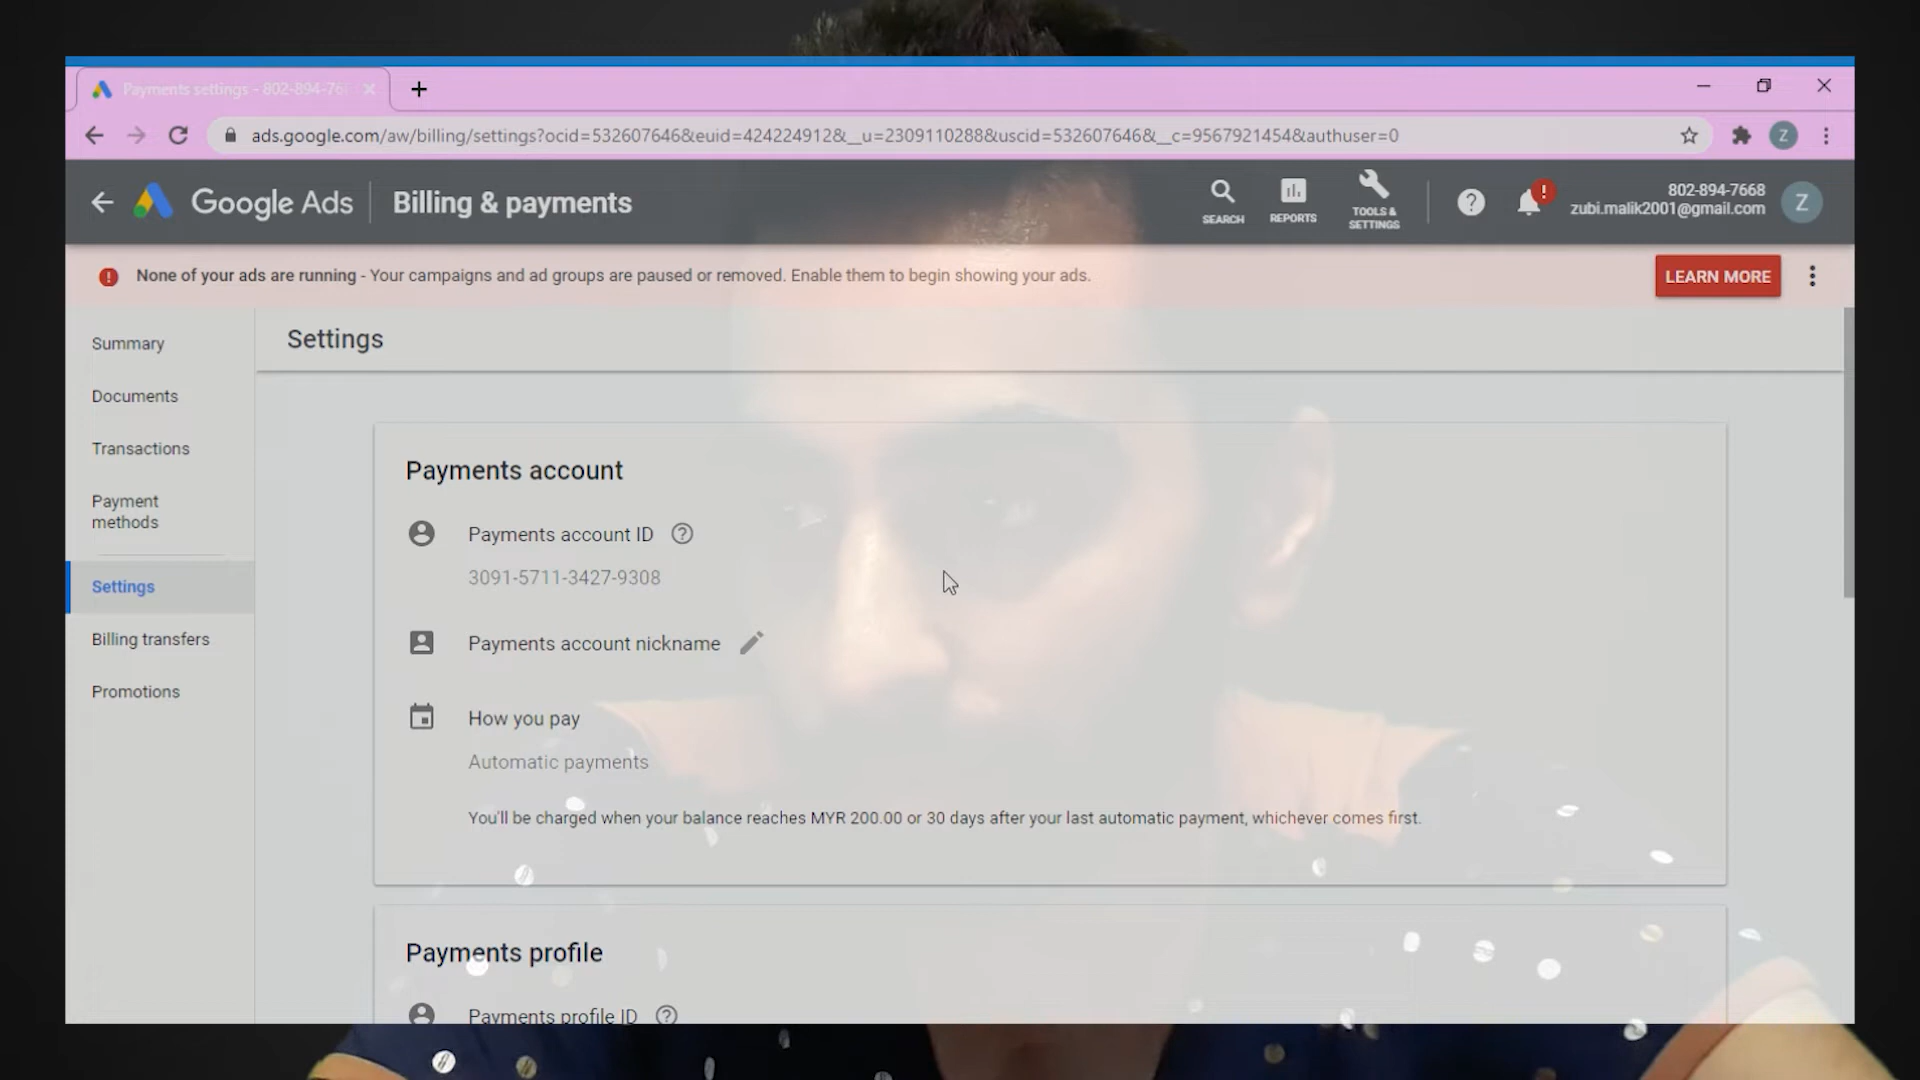 Payments settings - 802-894-766
ads.google.com/aw/billing/settings?ocid=532607646&euid=424224912&__u=2309110288&uscid=532607646&__c=9567921454&authuser=0
Z
Google Ads
Billing & payments
SEARCH
REPORTS
TOOLS &
SETTINGS
802-894-7668
zubi.malik2001@gmail.com
Z
None of your ads are running - Your campaigns and ad groups are paused or removed. Enable them to begin showing your ads.
LEARN MORE
Summary
Documents
Transactions
Payment
methods
Settings
Billing transfers
Promotions
Settings
Payments account
Payments account ID
3091-5711-3427-9308
Payments account nickname
How you pay
Automatic payments
You'll be charged when your balance reaches MYR 200.00 or 30 days after your last automatic payment, whichever comes first.
Payments profile
Payments profile ID